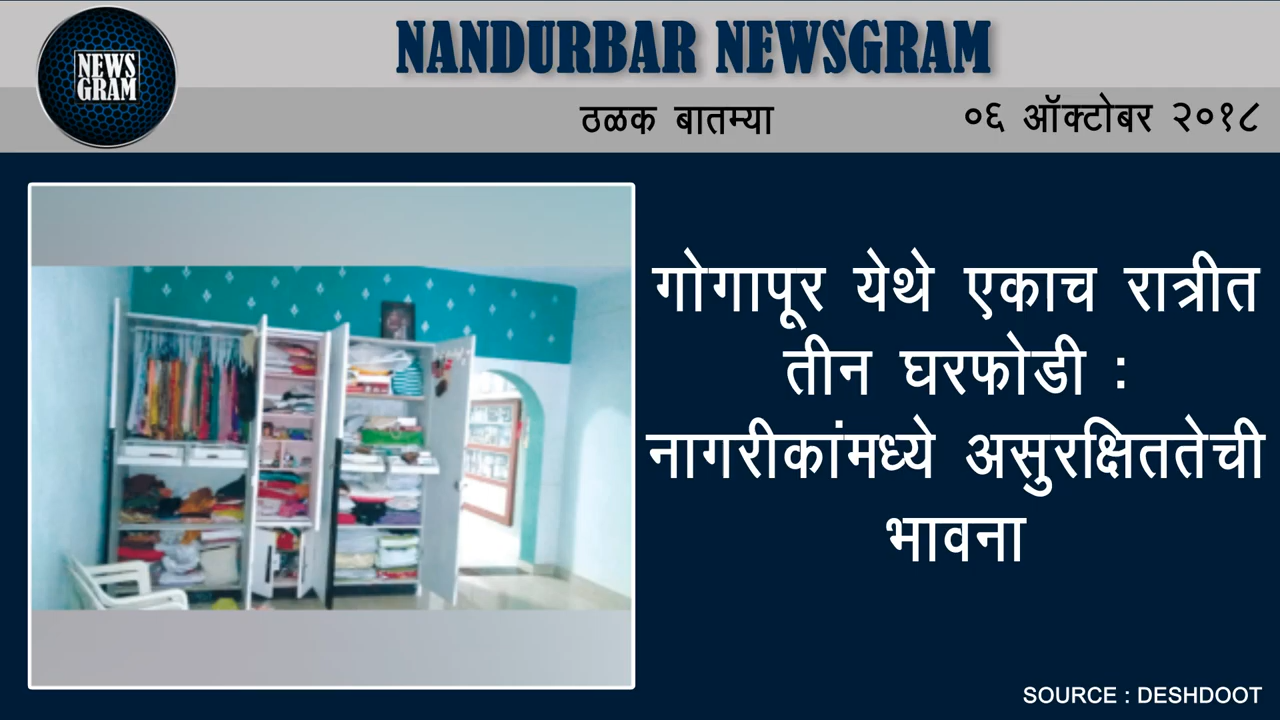 NEWS
GRAM
NANDURBAR NEWSGRAM
ठळक बातम्या
०६ ऑक्टोबर २०१८
गोगापूर येथे एकाच रात्रीत
तीन घरफोडी :
नागरीकांमध्ये असुरक्षिततेची
भावना
SOURCE : DESHDOOT